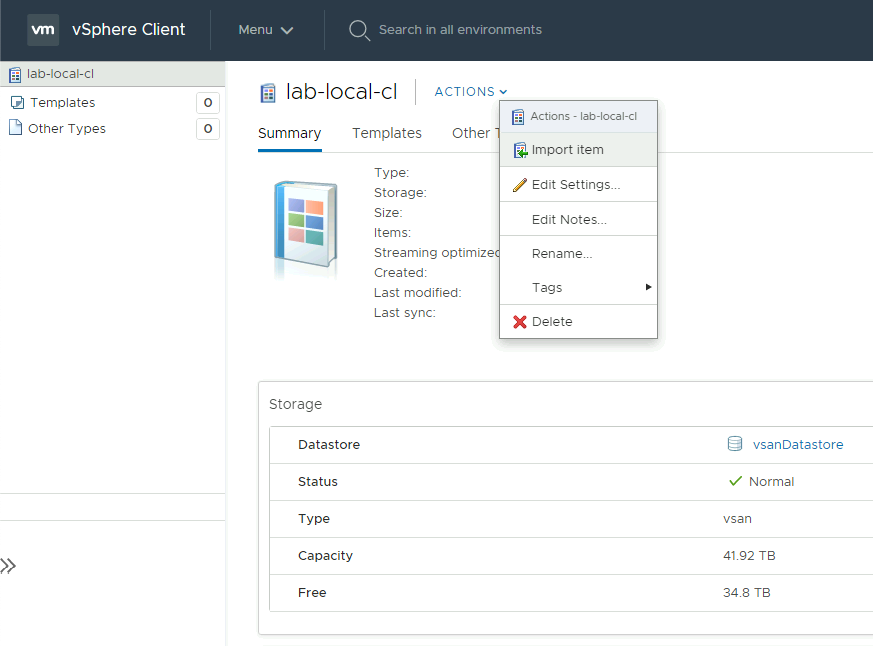 vm vSphere Client Menu Search in all environments
lab-local-cl
Templates 0
Other Types 0
lab-local-cl ACTIONS
Summary Templates Other
Type:
Storage:
Size:
Items:
Streaming optimized
Created:
Last modified:
Last sync:
Actions - lab-local-cl
Import item
Edit Settings...
Edit Notes...
Rename...
Tags
Delete
Storage
Datastore vsanDatastore
Status Normal
Type vsan
Capacity 41.92 TB
Free 34.8 TB